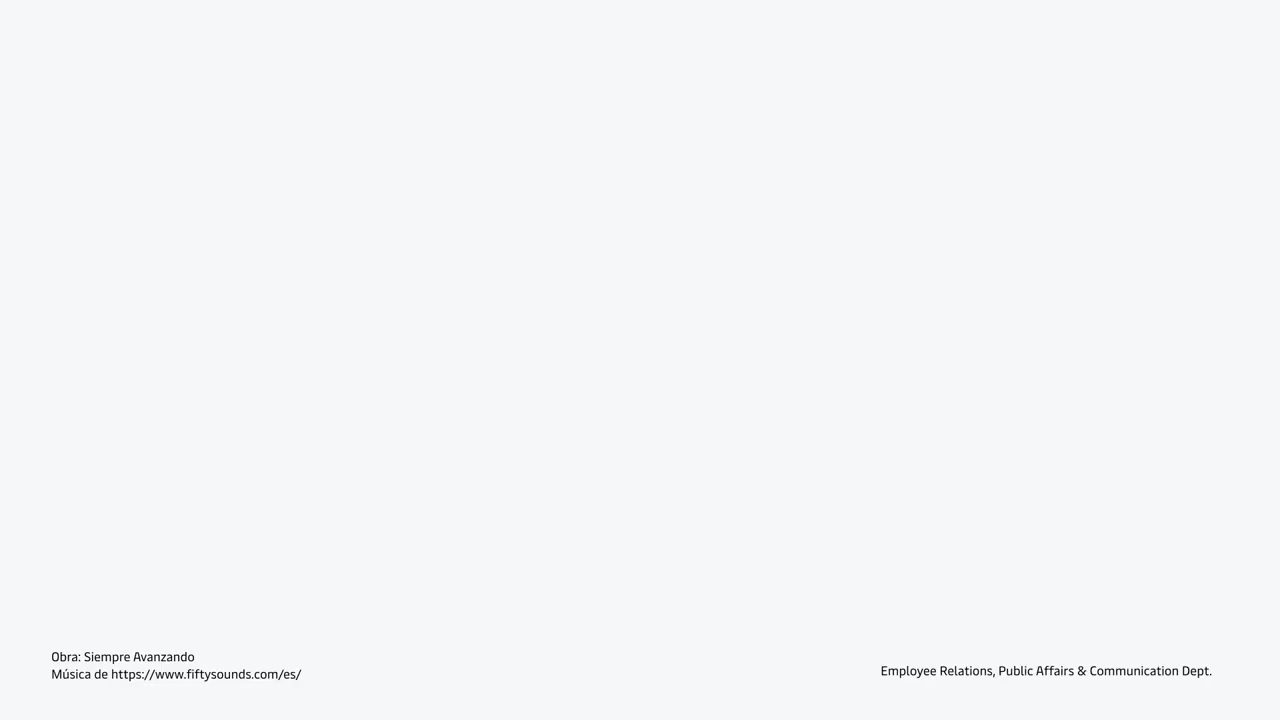 Obra: Siempre Avanzando
Música de https://www.fiftysounds.com/es/
Employee Relations, Public Affairs & Communication Dept.